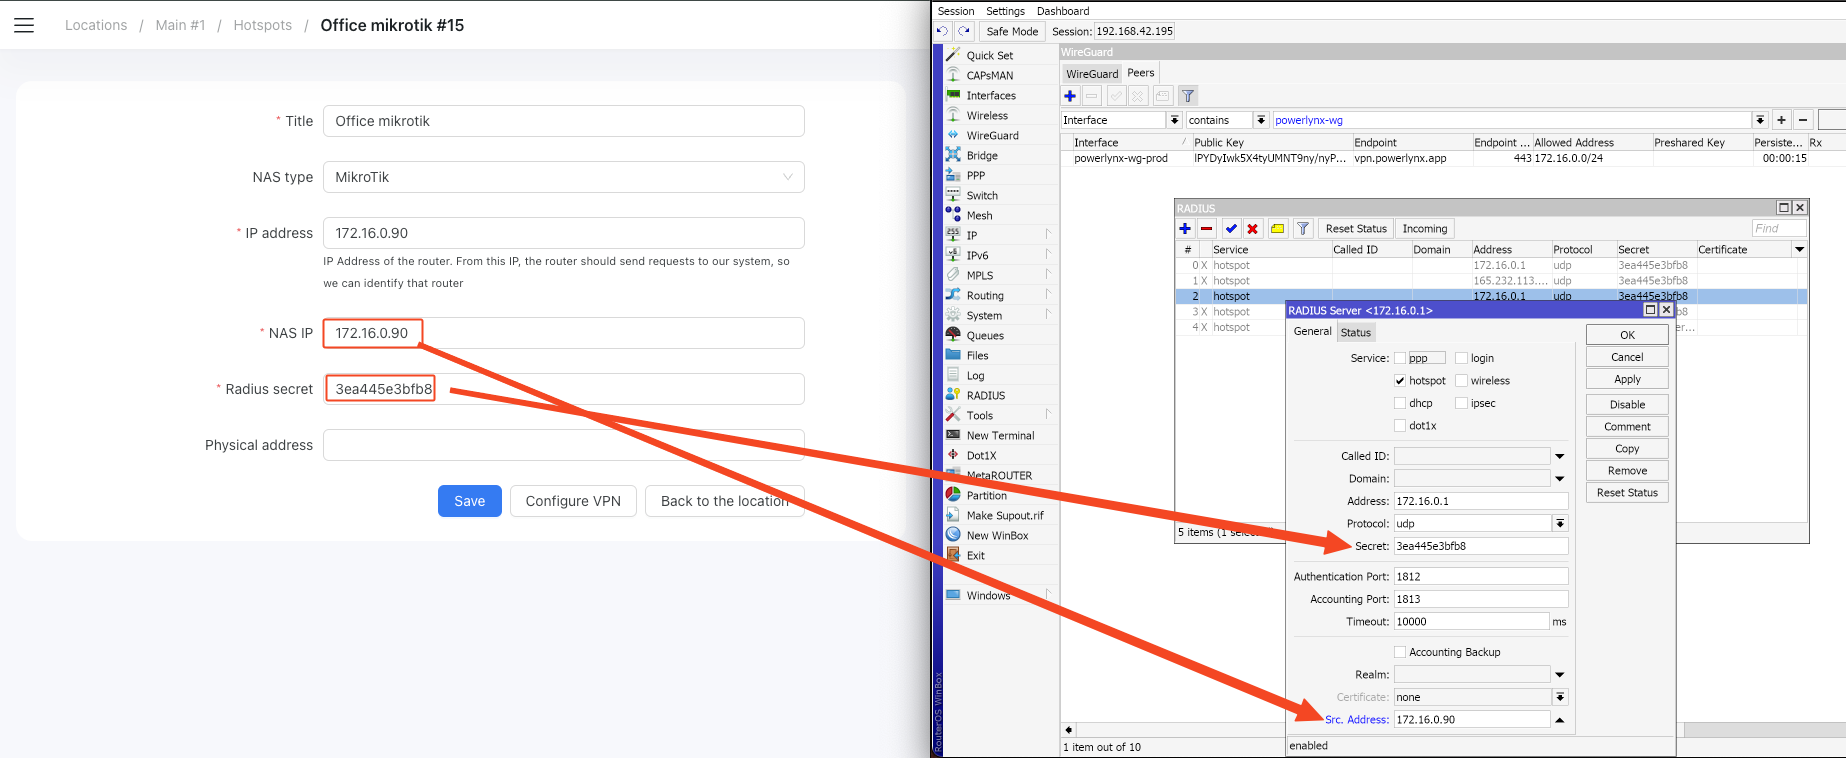 Locations / Main #1 / Hotspots / Office mikrotik #15
* Title Office mikrotik
NAS type MikroTik
* IP address 172.16.0.90
IP Address of the router. From this IP, the router should send requests to our system, so
we can identify that router
* NAS IP 172.16.0.90
* Radius secret 3ea445e3bfb8
Physical address
Save Configure VPN Back to the location
Session Settings Dashboard
Safe Mode Session: 192.168.42.195
Quick Set
CAPsMAN
Interfaces
Wireless
WireGuard
Bridge
PPP
Switch
Mesh
IP
IPv6
MPLS
Routing
System
Queues
Files
Log
RADIUS
Tools
New Terminal
Dot1X
MetaROUTER
Partition
Make Supout.rif
New WinBox
Exit
Windows
RouterOS WinBox
WireGuard
WireGuard Peers
Interface contains powerlynx-wg
Interface / Public Key Endpoint Endpoint ... Allowed Address Preshared Key Persiste... Rx
powerlynx-wg-prod vpn.powerlynx.app 443 172.16.0.0/24 00:00:15
RADIUS
Reset Status Incoming Find
# Service Called ID Domain Address Protocol Secret Certificate
0 X hotspot 172.16.0.1 udp 3ea445e3bfb8
1 X hotspot 165.232.113.... udp 3ea445e3bfb8
2 hotspot 172.16.0.1 udp 3ea445e3bfb8
3 X hotspot
4 X hotspot
5 items (1
RADIUS Server <172.16.0.1>
General Status
Service: ppp login
hotspot wireless
dhcp ipsec
dot1x
Called ID:
Domain:
Address: 172.16.0.1
Protocol: udp
Secret: 3ea445e3bfb8
Authentication Port: 1812
Accounting Port: 1813
Timeout: 10000 ms
Accounting Backup
Realm:
Certificate: none
Src. Address: 172.16.0.90
enabled
OK
Cancel
Apply
Disable
Comment
Copy
Remove
Reset Status
1 item out of 10